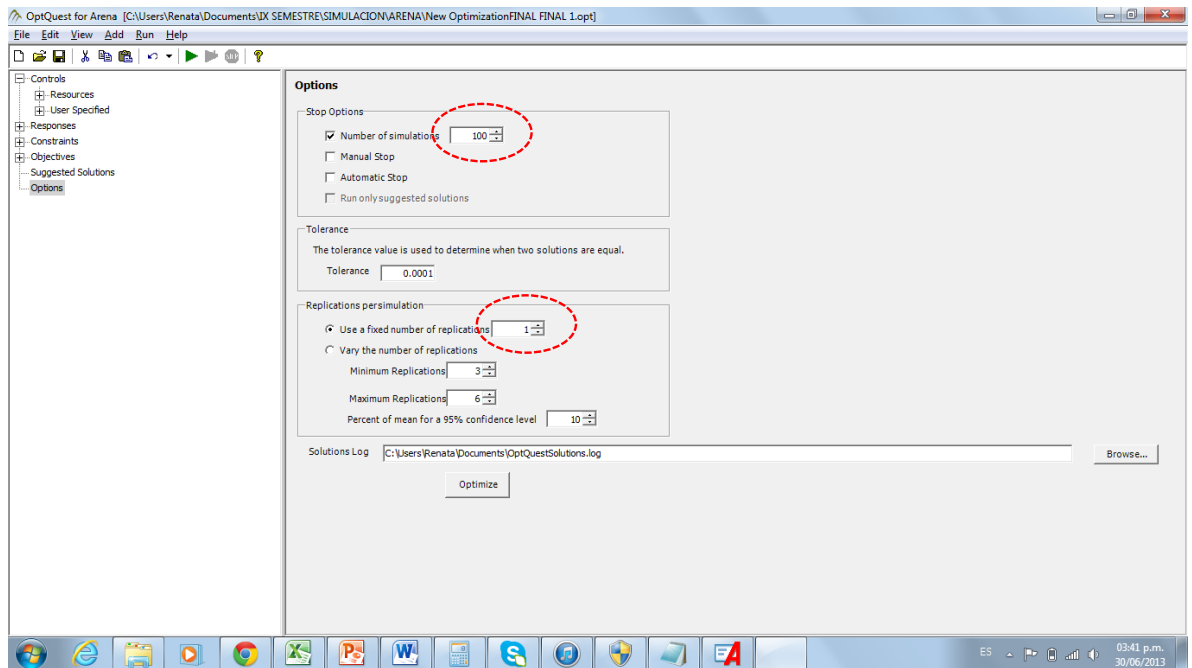 OptQuest for Arena [C:\Users\Renata\Documents\IX SEMESTRE\SIMULACION\ARENA\New OptimizationFINAL FINAL 1.opt]
File Edit View Add Run Help
Controls
Resources
User Specified
Responses
Constraints
Objectives
Suggested Solutions
Options
Options
Stop Options
Number of simulations 100
Manual Stop
Automatic Stop
Run only suggested solutions
Tolerance
The tolerance value is used to determine when two solutions are equal.
Tolerance 0.0001
Replications per simulation
Use a fixed number of replications 1
Vary the number of replications
Minimum Replications 3
Maximum Replications 6
Percent of mean for a 95% confidence level 10
Solutions Log C:\Users\Renata\Documents\OptQuestSolutions.log Browse...
Optimize
ES 03:41 p.m.
30/06/2013